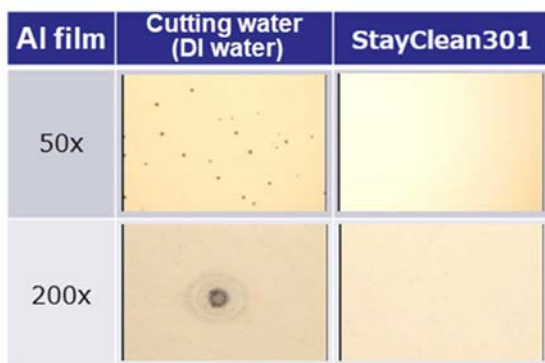 Al film
Cutting water
(DI water)
StayClean301
50x
200x